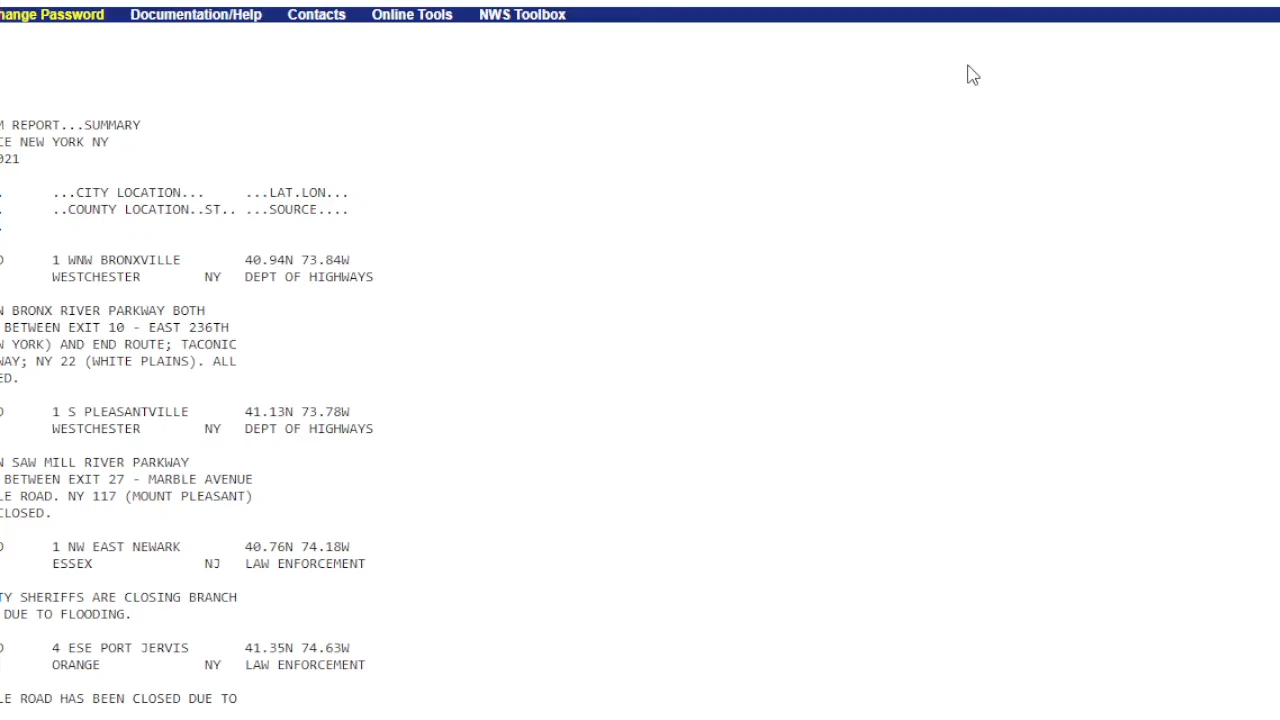 hange Password Documentation/Help Contacts Online Tools NWS Toolbox
M REPORT...SUMMARY
CE NEW YORK NY
021
. ...CITY LOCATION... ...LAT.LON...
. ..COUNTY LOCATION..ST.. ...SOURCE....
.
D 1 WNW BRONXVILLE 40.94N 73.84W
WESTCHESTER NY DEPT OF HIGHWAYS
N BRONX RIVER PARKWAY BOTH
BETWEEN EXIT 10 - EAST 236TH
W YORK) AND END ROUTE; TACONIC
WAY; NY 22 (WHITE PLAINS). ALL
ED.
D 1 S PLEASANTVILLE 41.13N 73.78W
WESTCHESTER NY DEPT OF HIGHWAYS
N SAW MILL RIVER PARKWAY
BETWEEN EXIT 27 - MARBLE AVENUE
LE ROAD. NY 117 (MOUNT PLEASANT)
CLOSED.
D 1 NW EAST NEWARK 40.76N 74.18W
ESSEX NJ LAW ENFORCEMENT
TY SHERIFFS ARE CLOSING BRANCH
DUE TO FLOODING.
D 4 ESE PORT JERVIS 41.35N 74.63W
ORANGE NY LAW ENFORCEMENT
LE ROAD HAS BEEN CLOSED DUE TO